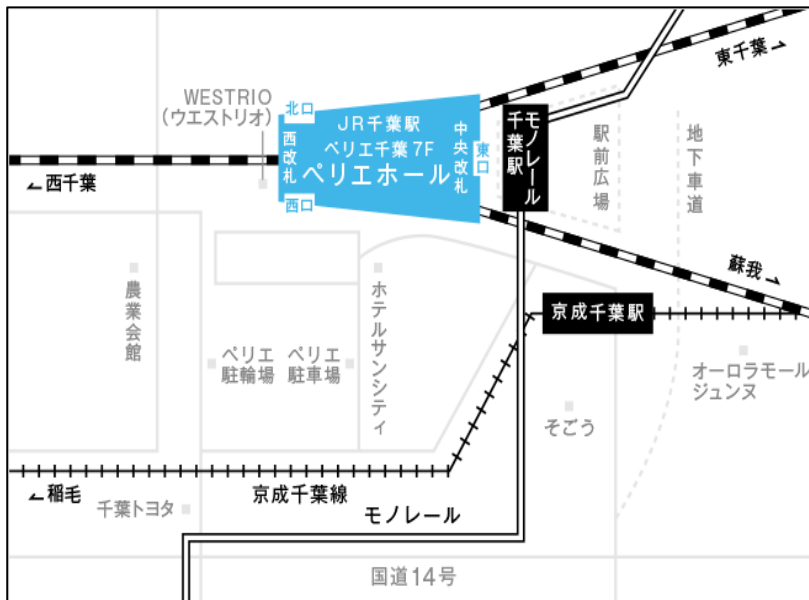 東千葉
WESTRIO
(ウエストリオ)
北口
JR千葉駅
ペリエ千葉 7F
ペリエホール
西改札
中央改札
東口
西口
モノレール
千葉駅
駅前広場
地下車道
西千葉
蘇我
農業会館
ホテルサンシティ
京成千葉駅
ペリエ
駐輪場
ペリエ
駐車場
オーロラモール
ジュンヌ
そごう
稲毛
京成千葉線
千葉トヨタ
モノレール
国道14号